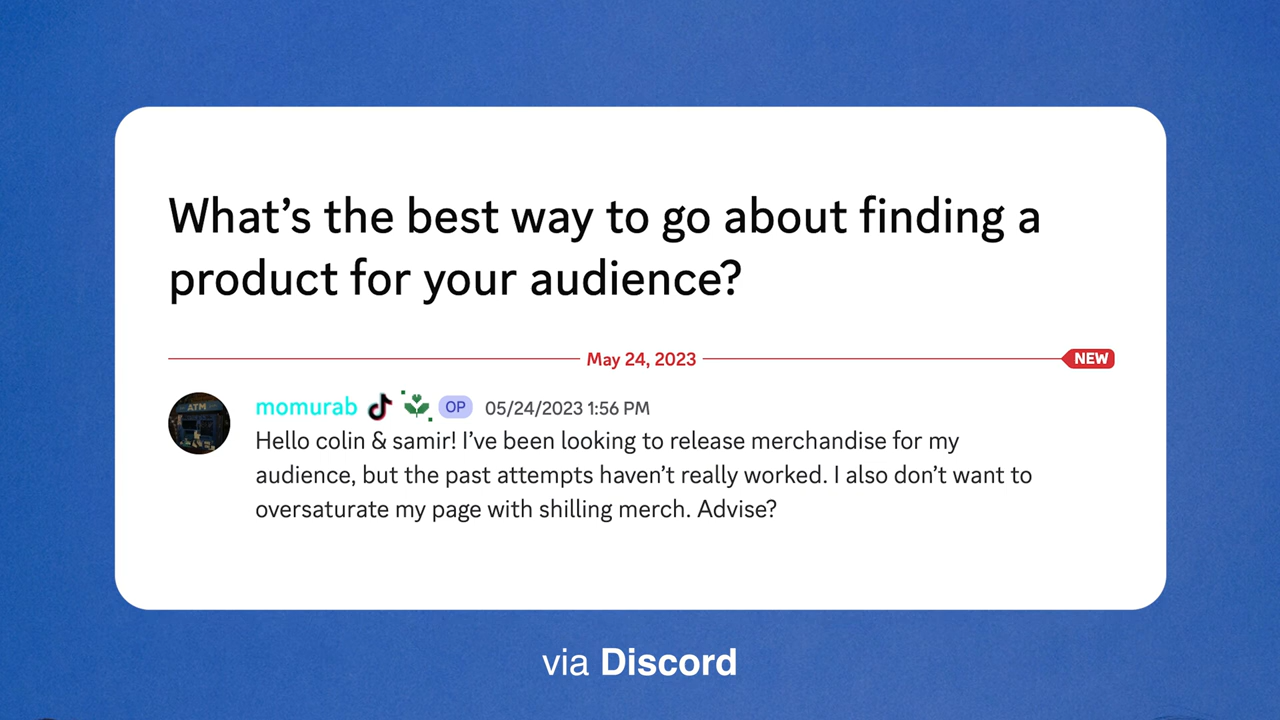 What’s the best way to go about finding a
product for your audience?
May 24, 2023 NEW
ATM
momurab OP 05/24/2023 1:56 PM
Hello colin & samir! I’ve been looking to release merchandise for my
audience, but the past attempts haven’t really worked. I also don’t want to
oversaturate my page with shilling merch. Advise?
via Discord